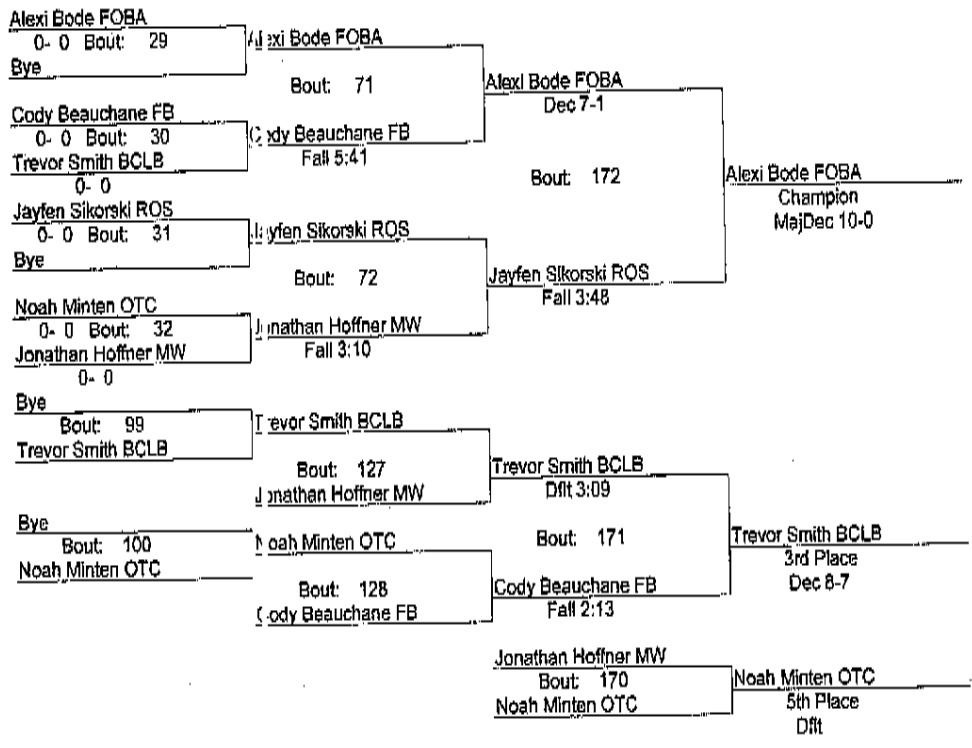 Alexi Bode FOBA
0- 0 Bout: 29
Bye
Cody Beauchane FB
0- 0 Bout: 30
Trevor Smith BCLB
0- 0
Jayfen Sikorski ROS
0- 0 Bout: 31
Bye
Noah Minten OTC
0- 0 Bout: 32
Jonathan Hoffner MW
0- 0
Bye
Bout: 99
Trevor Smith BCLB
Bye
Bout: 100
Noah Minten OTC
Alexi Bode FOBA
Bout: 71
Cody Beauchane FB
Fall 5:41
Jayfen Sikorski ROS
Bout: 72
Jonathan Hoffner MW
Fall 3:10
Trevor Smith BCLB
Bout: 127
Jonathan Hoffner MW
Noah Minten OTC
Bout: 128
Cody Beauchane FB
Alexi Bode FOBA
Dec 7-1
Bout: 172
Jayfen Sikorski ROS
Fall 3:48
Trevor Smith BCLB
Dflt 3:09
Bout: 171
Cody Beauchane FB
Fall 2:13
Jonathan Hoffner MW
Bout: 170
Noah Minten OTC
Alexi Bode FOBA
Champion
MajDec 10-0
Trevor Smith BCLB
3rd Place
Dec 8-7
Noah Minten OTC
5th Place
Dflt